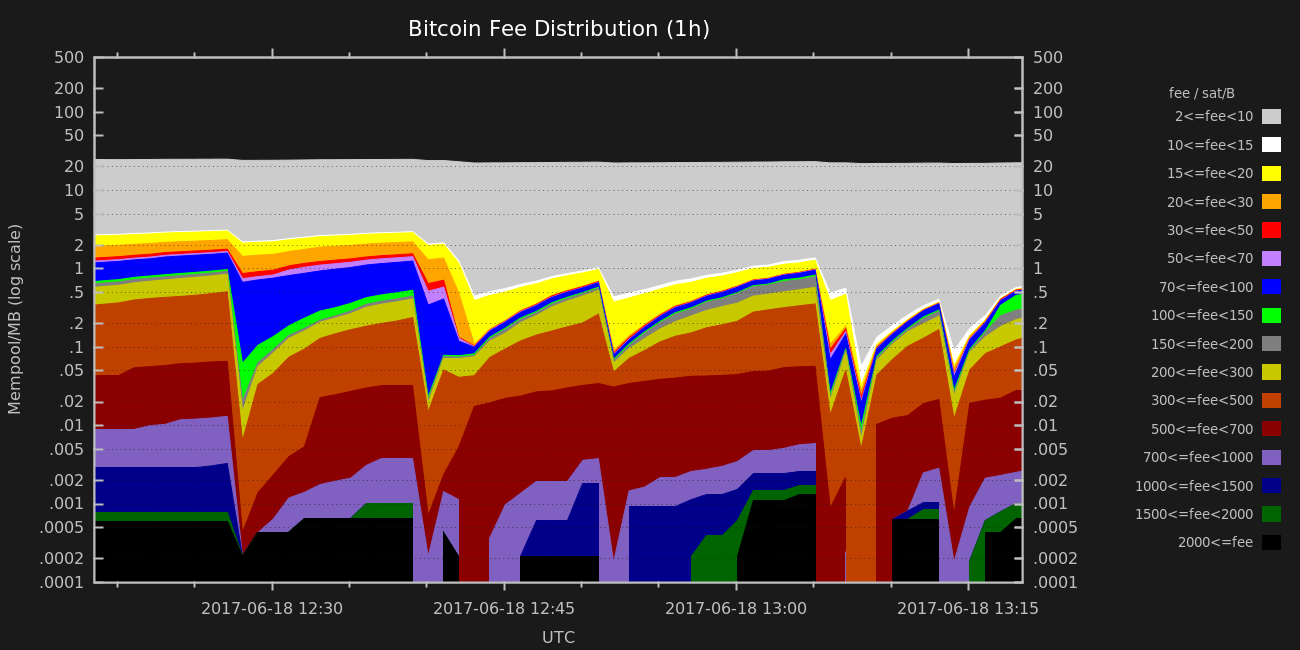 Bitcoin Fee Distribution (1h)
500 500
200 200
100 100
50 50
20 20
10 10
5 5
2 2
1 1
.5 .5
.2 .2
.1 .1
.05 .05
.02 .02
.01 .01
.005 .005
.002 .002
.001 .001
.0005 .0005
.0002 .0002
.0001 .0001
Mempool/MB (log scale)
2017-06-18 12:30 2017-06-18 12:45 2017-06-18 13:00 2017-06-18 13:15
UTC
fee / sat/B
2<=fee<10
10<=fee<15
15<=fee<20
20<=fee<30
30<=fee<50
50<=fee<70
70<=fee<100
100<=fee<150
150<=fee<200
200<=fee<300
300<=fee<500
500<=fee<700
700<=fee<1000
1000<=fee<1500
1500<=fee<2000
2000<=fee